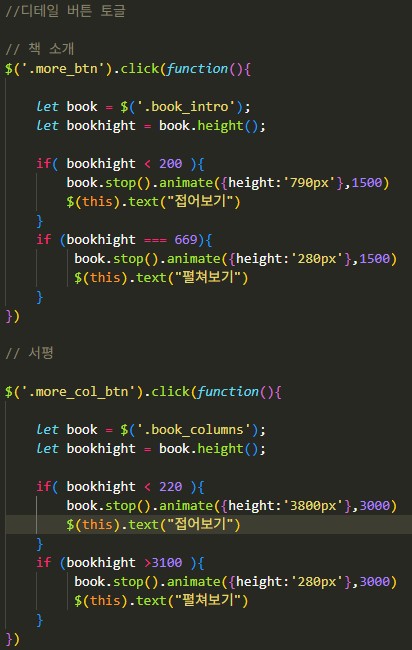 //디테일 버튼 토글
// 책 소개
$('.more_btn').click(function(){
let book = $('.book_intro');
let bookhight = book.height();
if( bookhight < 200 ){
book.stop().animate({height:'790px'},1500)
$(this).text("접어보기")
}
if (bookhight === 669){
book.stop().animate({height:'280px'},1500)
$(this).text("펼쳐보기")
}
})
// 서평
$('.more_col_btn').click(function(){
let book = $('.book_columns');
let bookhight = book.height();
if( bookhight < 220 ){
book.stop().animate({height:'3800px'},3000)
$(this).text("접어보기")
}
if (bookhight >3100 ){
book.stop().animate({height:'280px'},3000)
$(this).text("펼쳐보기")
}
})